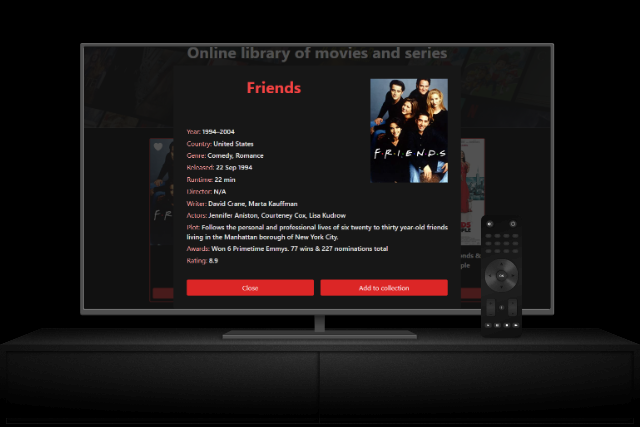 Online library of movies and series
Friends
F·R·I·E·N·D·S
Year: 1994–2004
Country: United States
Genre: Comedy, Romance
Released: 22 Sep 1994
Runtime: 22 min
Director: N/A
Writer: David Crane, Marta Kauffman
Actors: Jennifer Aniston, Courteney Cox, Lisa Kudrow
Plot: Follows the personal and professional lives of six twenty to thirty year-old friends
living in the Manhattan borough of New York City.
Awards: Won 6 Primetime Emmys. 77 wins & 227 nominations total
Rating: 8.9
Close
Add to collection